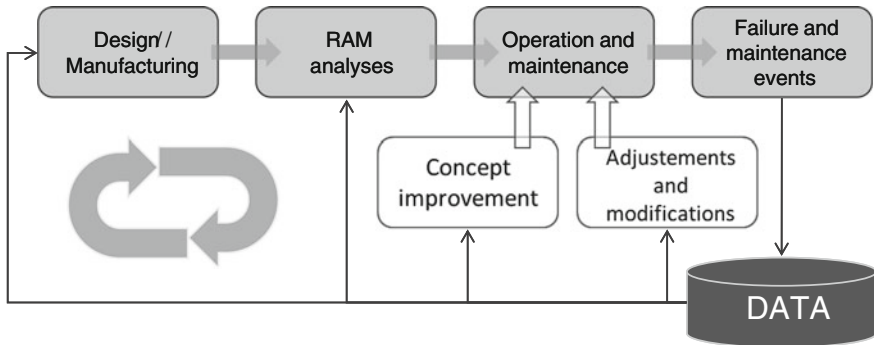 Design//
Manufacturing
RAM
analyses
Operation and
maintenance
Failure and
maintenance
events
Concept
improvement
Adjustements
and
modifications
DATA